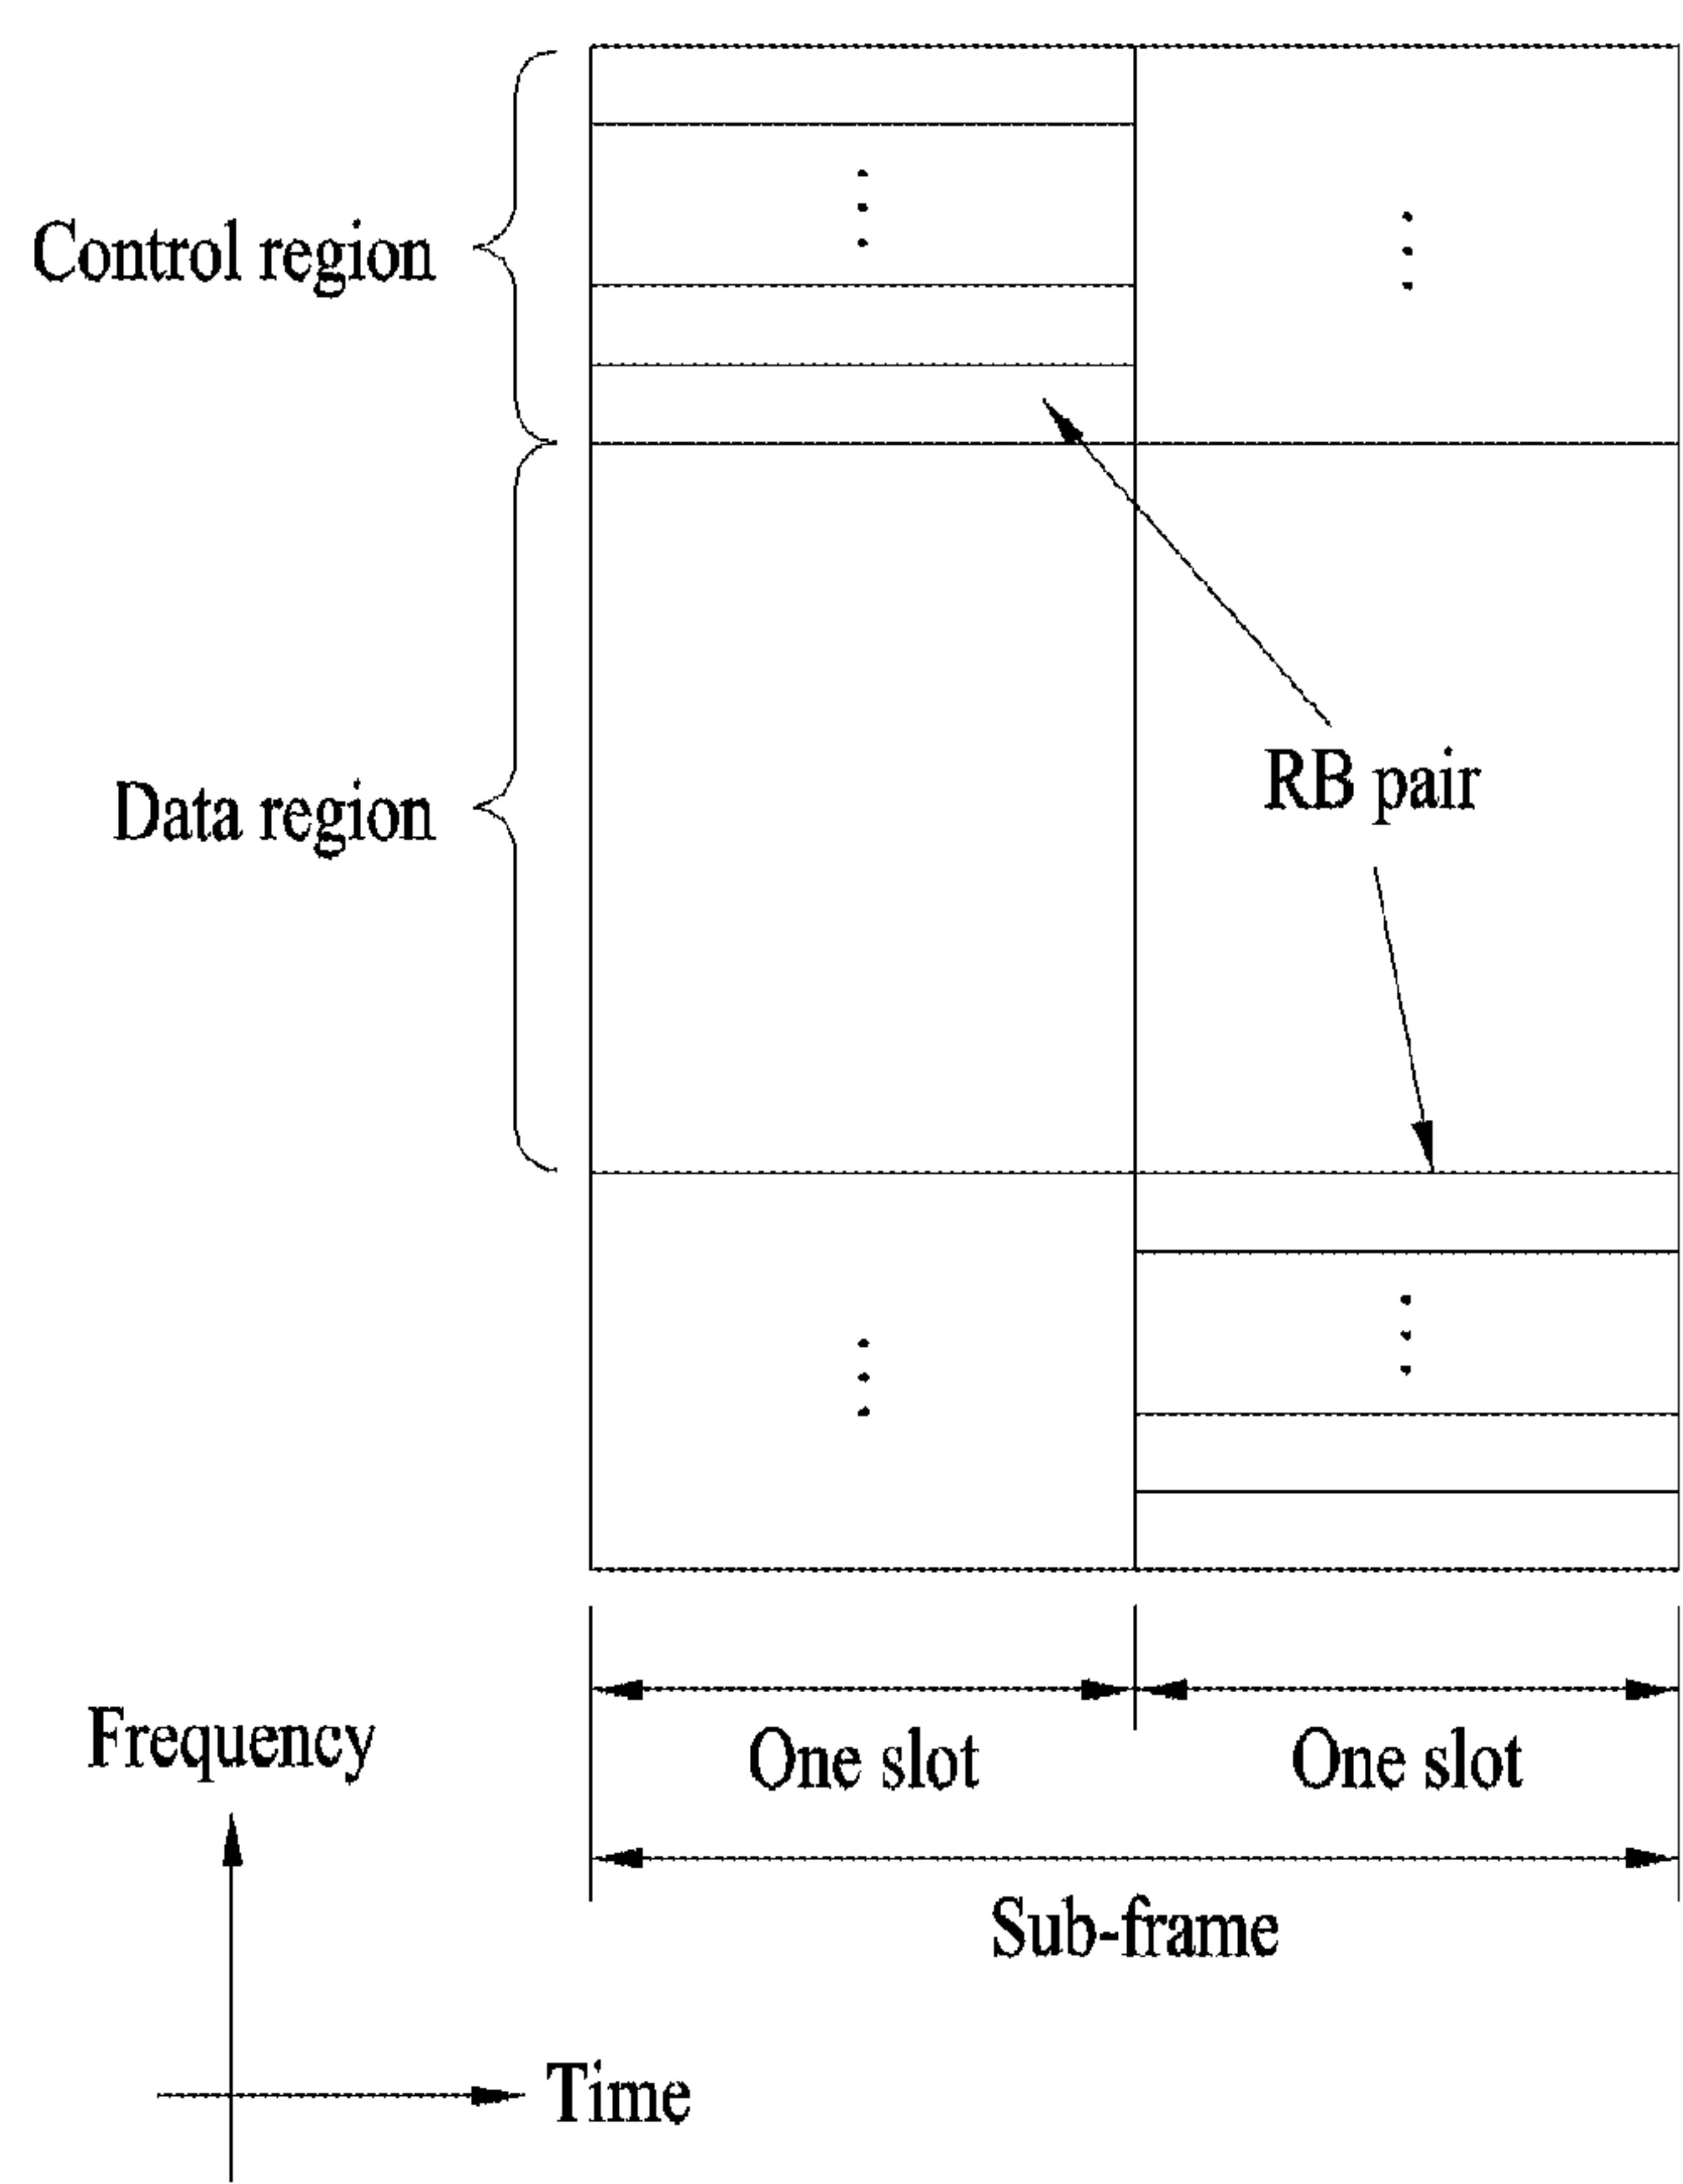 Control region
Data region
RB pair
One slot
One slot
Sub-frame
Frequency
Time